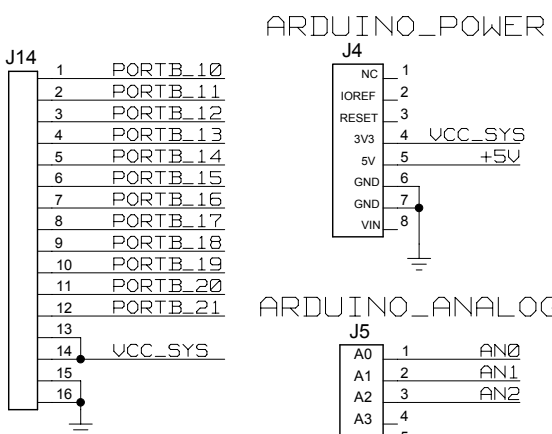 ARDUINO_POWER
J14
1 PORTB_10
2 PORTB_11
3 PORTB_12
4 PORTB_13
5 PORTB_14
6 PORTB_15
7 PORTB_16
8 PORTB_17
9 PORTB_18
10 PORTB_19
11 PORTB_20
12 PORTB_21
13
14 VCC_SYS
15
16
J4
NC 1
IOREF 2
RESET 3
3V3 4 VCC_SYS
5V 5 +5V
GND 6
GND 7
VIN 8
ARDUINO_ANALOG
J5
A0 1 AN0
A1 2 AN1
A2 3 AN2
A3 4